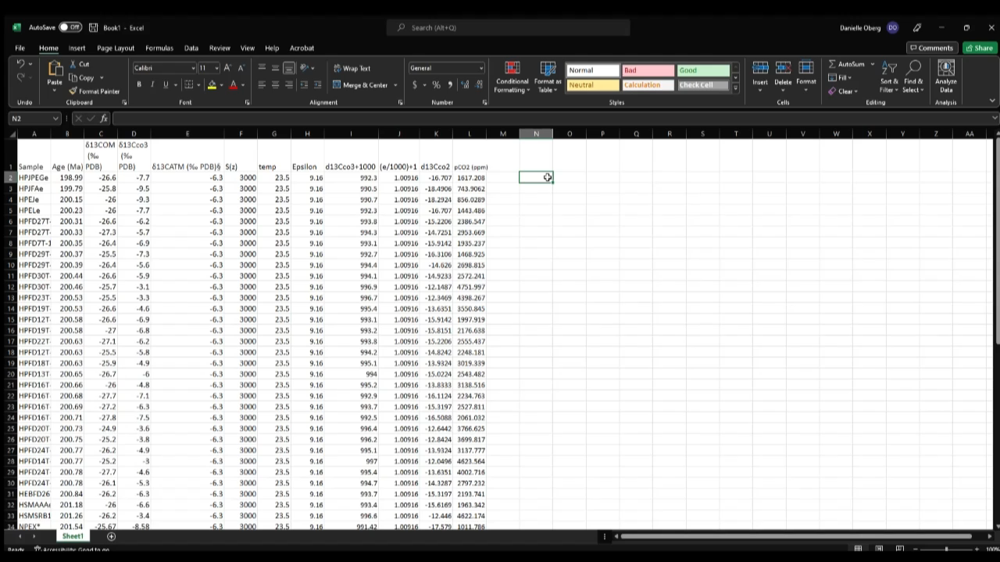 AutoSave Off Book1 - Excel Search (Alt+Q) Danielle Oberg DO
File Home Insert Page Layout Formulas Data Review View Help Acrobat Comments Share
Cut Calibri 11 Wrap Text General Normal Bad Good AutoSum
Paste Copy Merge & Center Conditional Formatting Format as Table Neutral Calculation Check Cell Insert Delete Format Fill Sort & Filter Find & Select Analyze Data
Format Painter Clear
Undo Clipboard Font Alignment Number Styles Cells Editing Analysis
N2 fx
A B C D E F G H I J K L M N O P Q R S T U V W X Y Z AA
1 Sample Age (Ma) δ13COM (‰ PDB) δ13Cco3 (‰ PDB) δ13CATM (‰ PDB)§ S(z) temp Epsilon d13Cco3+1000 (e/1000)+1 d13Cco2 pCO2 (ppm)
2 HPJPEGe 198.99 -26.6 -7.7 -6.3 3000 23.5 9.16 992.3 1.00916 -16.707 1617.208
3 HPJFAe 199.79 -25.8 -9.5 -6.3 3000 23.5 9.16 990.5 1.00916 -18.4906 743.9062
4 HPEJe 200.15 -26 -9.3 -6.3 3000 23.5 9.16 990.7 1.00916 -18.2924 856.0289
5 HPELe 200.23 -26 -7.7 -6.3 3000 23.5 9.16 992.3 1.00916 -16.707 1443.486
6 HPFD27T- 200.31 -26.6 -6.2 -6.3 3000 23.5 9.16 993.8 1.00916 -15.2206 2386.547
7 HPFD27T- 200.33 -27.3 -5.7 -6.3 3000 23.5 9.16 994.3 1.00916 -14.7251 2953.669
8 HPFD7T-1 200.35 -26.4 -6.9 -6.3 3000 23.5 9.16 993.1 1.00916 -15.9142 1935.237
9 HPFD29T- 200.37 -25.5 -7.3 -6.3 3000 23.5 9.16 992.7 1.00916 -16.3106 1468.925
10 HPFD29T- 200.39 -26.4 -5.6 -6.3 3000 23.5 9.16 994.4 1.00916 -14.626 2698.815
11 HPFD30T- 200.44 -26.6 -5.9 -6.3 3000 23.5 9.16 994.1 1.00916 -14.9233 2572.241
12 HPFD30T- 200.46 -25.7 -3.1 -6.3 3000 23.5 9.16 996.9 1.00916 -12.1487 4751.997
13 HPFD23T- 200.53 -25.5 -3.3 -6.3 3000 23.5 9.16 996.7 1.00916 -12.3469 4398.267
14 HPFD19T- 200.53 -26.6 -4.6 -6.3 3000 23.5 9.16 995.4 1.00916 -13.6351 3550.845
15 HPFD12T- 200.58 -26.6 -6.9 -6.3 3000 23.5 9.16 993.1 1.00916 -15.9142 1997.919
16 HPFD19T- 200.58 -27 -6.8 -6.3 3000 23.5 9.16 993.2 1.00916 -15.8151 2176.638
17 HPFD22T- 200.63 -27.1 -6.2 -6.3 3000 23.5 9.16 993.8 1.00916 -15.2206 2555.437
18 HPFD12T- 200.63 -25.5 -5.8 -6.3 3000 23.5 9.16 994.2 1.00916 -14.8242 2248.181
19 HPFD18T- 200.63 -25.9 -4.9 -6.3 3000 23.5 9.16 995.1 1.00916 -13.9324 3019.339
20 HPFD13T- 200.65 -26.7 -6 -6.3 3000 23.5 9.16 994 1.00916 -15.0224 2543.482
21 HPFD16T- 200.66 -26 -4.8 -6.3 3000 23.5 9.16 995.2 1.00916 -13.8333 3138.516
22 HPFD16T- 200.68 -27.7 -7.1 -6.3 3000 23.5 9.16 992.9 1.00916 -16.1124 2234.763
23 HPFD16T- 200.69 -27.2 -6.3 -6.3 3000 23.5 9.16 993.7 1.00916 -15.3197 2527.811
24 HPFD16T- 200.71 -27.8 -7.5 -6.3 3000 23.5 9.16 992.5 1.00916 -16.5088 2061.032
25 HPFD20T- 200.73 -24.9 -3.6 -6.3 3000 23.5 9.16 996.4 1.00916 -12.6442 3766.625
26 HPFD20T- 200.75 -25.2 -3.8 -6.3 3000 23.5 9.16 996.2 1.00916 -12.8424 3699.817
27 HPFD24T- 200.77 -26.2 -4.9 -6.3 3000 23.5 9.16 995.1 1.00916 -13.9324 3137.777
28 HPFD14T- 200.77 -25.2 -3 -6.3 3000 23.5 9.16 997 1.00916 -12.0496 4623.564
29 HPFD24T- 200.78 -27.7 -4.6 -6.3 3000 23.5 9.16 995.4 1.00916 -13.6351 4002.716
30 HPFD24T- 200.78 -26.1 -5.3 -6.3 3000 23.5 9.16 994.7 1.00916 -14.3287 2797.232
31 HEBFD26 200.84 -26.2 -6.3 -6.3 3000 23.5 9.16 993.7 1.00916 -15.3197 2193.741
32 HSMAAA 201.18 -26 -6.6 -6.3 3000 23.5 9.16 993.4 1.00916 -15.6169 1963.342
33 HSMSRB1 201.26 -26.2 -3.4 -6.3 3000 23.5 9.16 996.6 1.00916 -12.446 4622.174
34 NPEX* 201.54 -25.67 -8.58 -6.3 3000 23.5 9.16 991.42 1.00916 -17.579 1011.786
Sheet1
Ready Accessibility: Good to go 100%